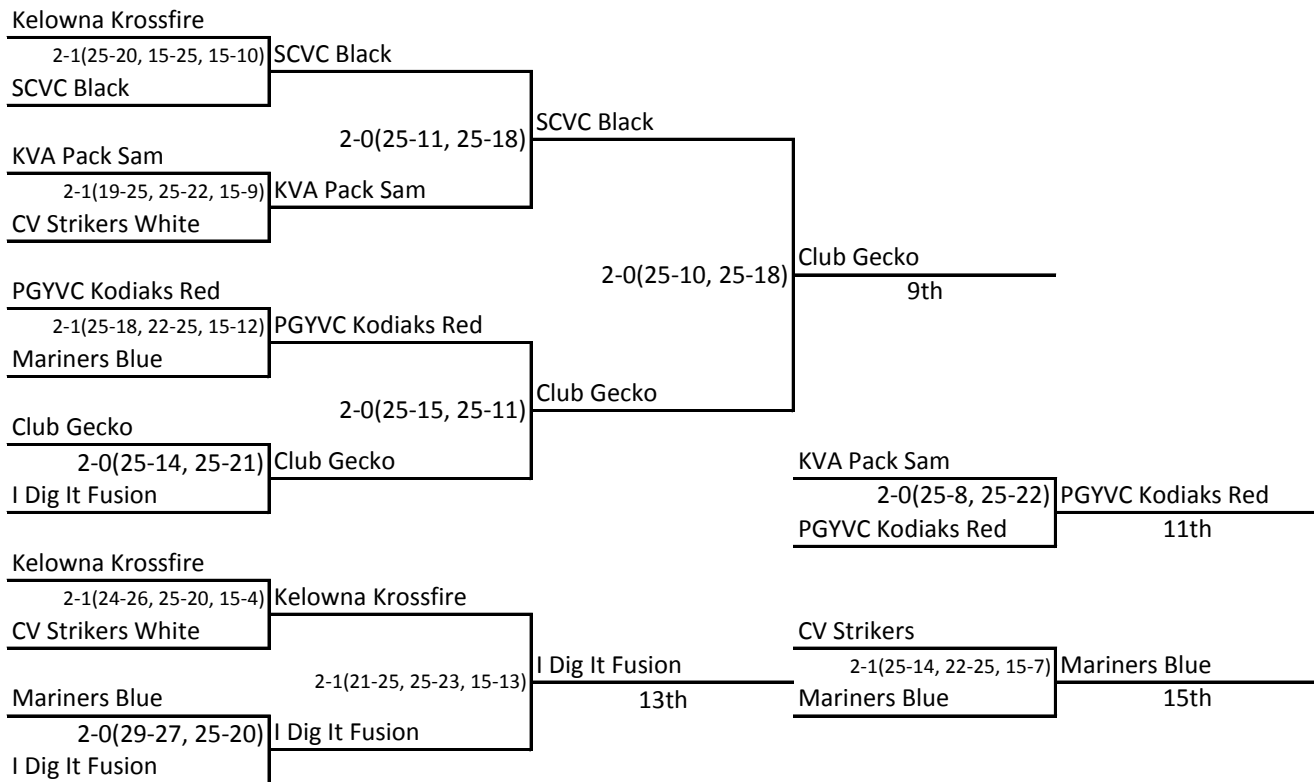 Kelowna Krossfire
2-1(25-20, 15-25, 15-10) SCVC Black
SCVC Black
2-0(25-11, 25-18) SCVC Black
KVA Pack Sam
2-1(19-25, 25-22, 15-9) KVA Pack Sam
CV Strikers White
2-0(25-10, 25-18) Club Gecko
9th
PGYVC Kodiaks Red
2-1(25-18, 22-25, 15-12) PGYVC Kodiaks Red
Mariners Blue
2-0(25-15, 25-11) Club Gecko
Club Gecko
2-0(25-14, 25-21) Club Gecko
I Dig It Fusion
KVA Pack Sam
2-0(25-8, 25-22) PGYVC Kodiaks Red
PGYVC Kodiaks Red
11th
Kelowna Krossfire
2-1(24-26, 25-20, 15-4) Kelowna Krossfire
CV Strikers White
2-1(21-25, 25-23, 15-13) I Dig It Fusion
13th
Mariners Blue
2-0(29-27, 25-20) I Dig It Fusion
I Dig It Fusion
CV Strikers
2-1(25-14, 22-25, 15-7) Mariners Blue
Mariners Blue
15th